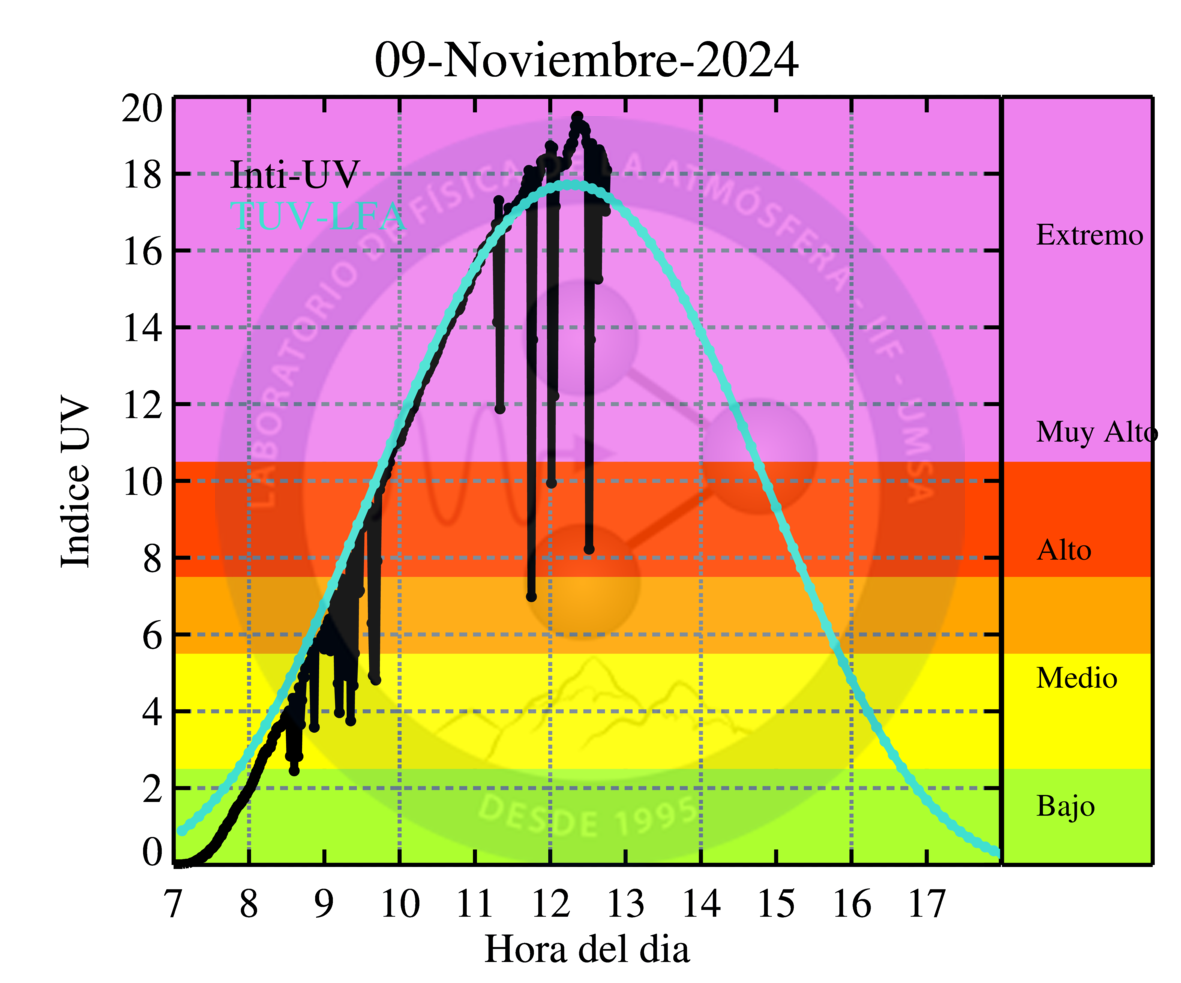 09-Noviembre-2024
20
18
16
14
12
10
8
6
4
2
0
Indice UV
Inti-UV
TUV-LFA
LABORATORIO DE FÍSICA DE LA ATMÓSFERA - IIF - UMSA
DESDE 1995
Extremo
Muy Alto
Alto
Medio
Bajo
7 8 9 10 11 12 13 14 15 16 17
Hora del dia